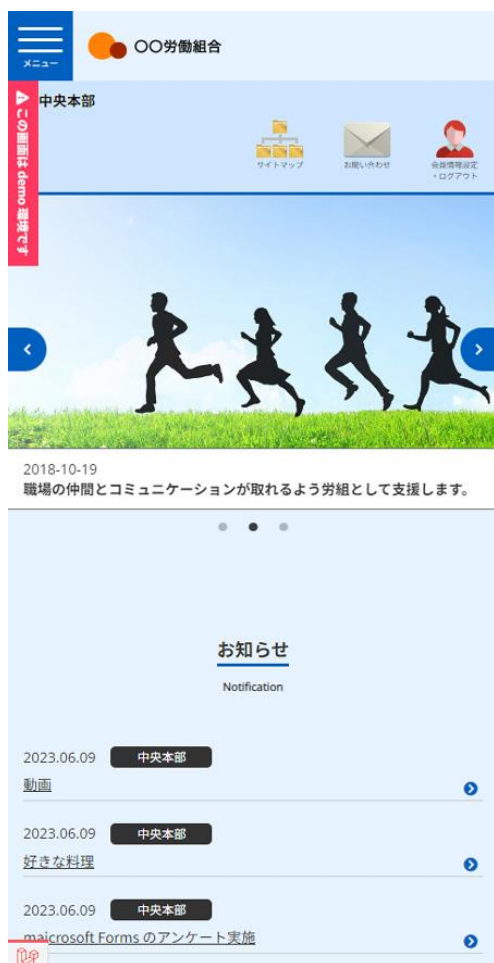 メニュー
〇〇労働組合
この画面は demo 環境です
中央本部
サイトマップ
お問い合わせ
会員情報設定
・ログアウト
2018-10-19
職場の仲間とコミュニケーションが取れるよう労組として支援します。
お知らせ
Notification
2023.06.09 中央本部
動画
2023.06.09 中央本部
好きな料理
2023.06.09 中央本部
maicrosoft Forms のアンケート実施